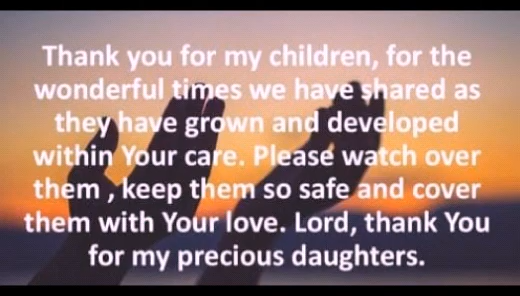 Thank you for my children, for the
wonderful times we have shared as
they have grown and developed
within Your care. Please watch over
them , keep them so safe and cover
them with Your love. Lord, thank You
for my precious daughters.